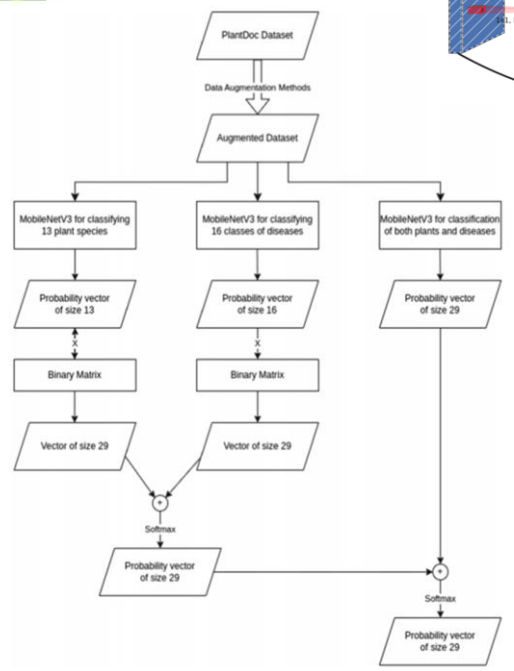 PlantDoc Dataset
Data Augmentation Methods
Augmented Dataset
MobileNetV3 for classifying
13 plant species
MobileNetV3 for classifying
16 classes of diseases
MobileNetV3 for classification
of both plants and diseases
Probability vector
of size 13
Probability vector
of size 16
Probability vector
of size 29
X
X
Binary Matrix
Binary Matrix
Vector of size 29
Vector of size 29
+
Softmax
Probability vector
of size 29
+
Softmax
Probability vector
of size 29